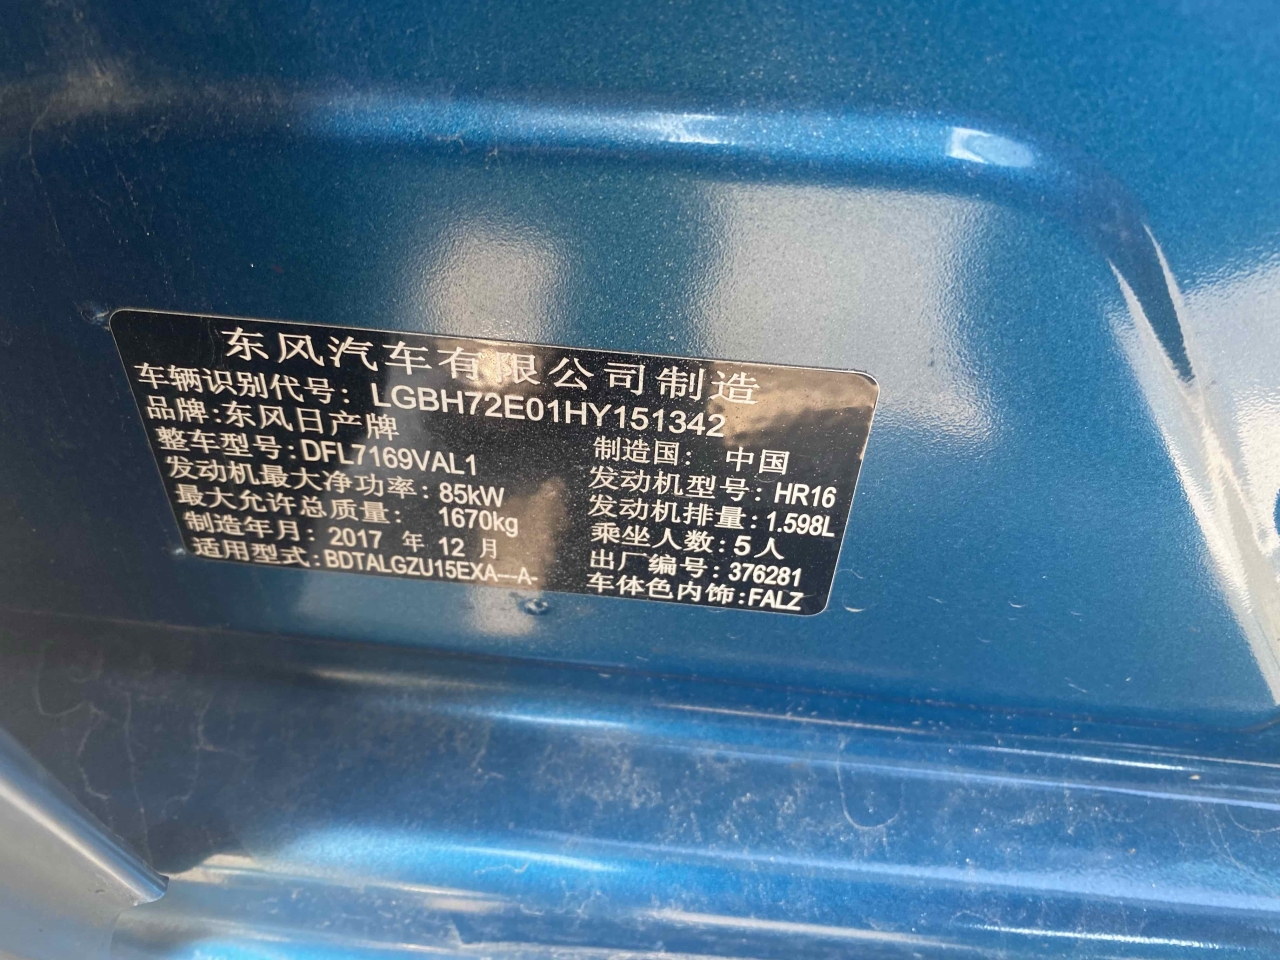 东风汽车有限公司制造
车辆识别代号: LGBH72E01HY151342
品牌:东风日产牌 制造国: 中国
整车型号:DFL7169VAL1 发动机型号: HR16
发动机最大净功率: 85kW 发动机排量:1.598L
最大允许总质量: 1670kg 乘坐人数:5人
制造年月: 2017 年 12 月 出厂编号: 376281
适用型式:BDTALGZU15EXA---A- 车体色内饰:FALZ